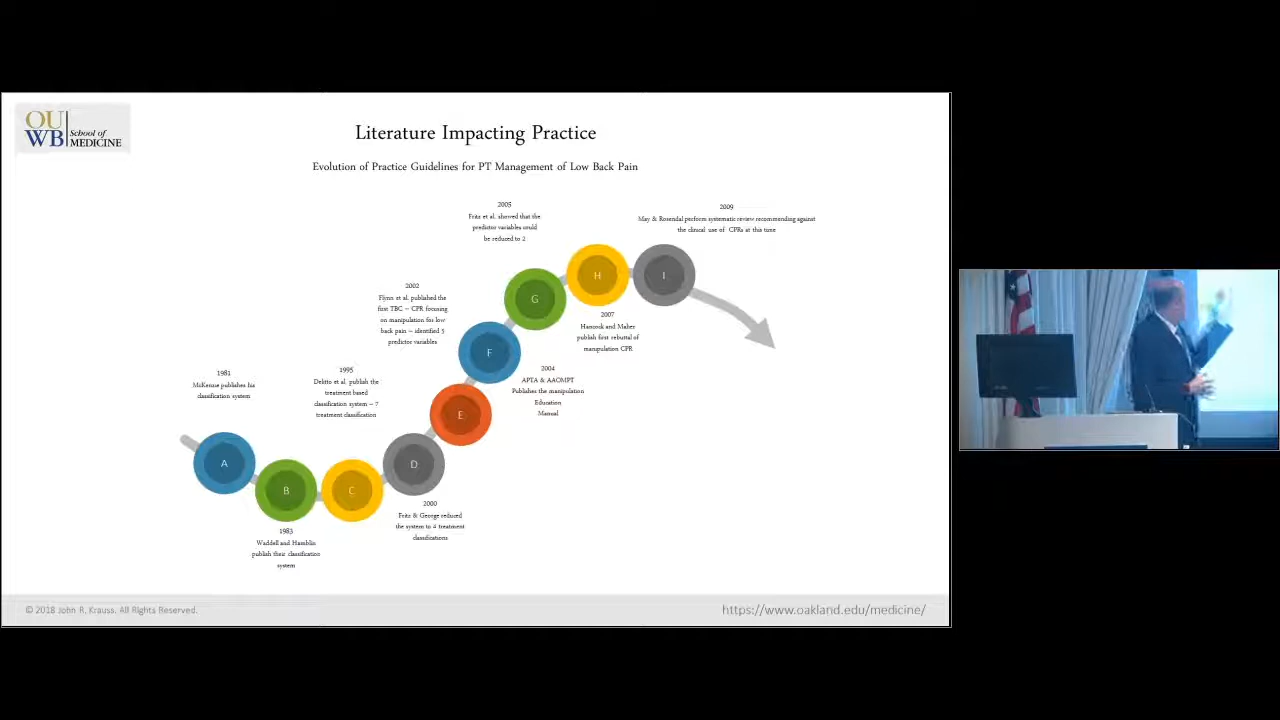 OU
WB
School of
MEDICINE
Literature Impacting Practice
Evolution of Practice Guidelines for PT Management of Low Back Pain
2005
Fritz et al. showed that the
predictor variables could
be reduced to 2
2009
May & Rosendal perform systematic review recommending against
the clinical use of CPRs at this time
H
I
G
2002
Flynn et al. published the
first TBC – CPR focusing
on manipulation for low
back pain – identified 5
predictor variables
2007
Hancock and Maher
publish first rebuttal of
manipulation CPR
F
2004
APTA & AAOMPT
Publishes the manipulation
Education
Manual
1981
McKenzie publishes his
classification system
1995
Delitto et al. publish the
treatment based
classification system – 7
treatment classification
E
A
D
B
C
2000
Fritz & George reduced
the system to 4 treatment
classifications
1983
Waddell and Hamblin
publish their classification
system
© 2018 John R. Krauss. All Rights Reserved.
https://www.oakland.edu/medicine/